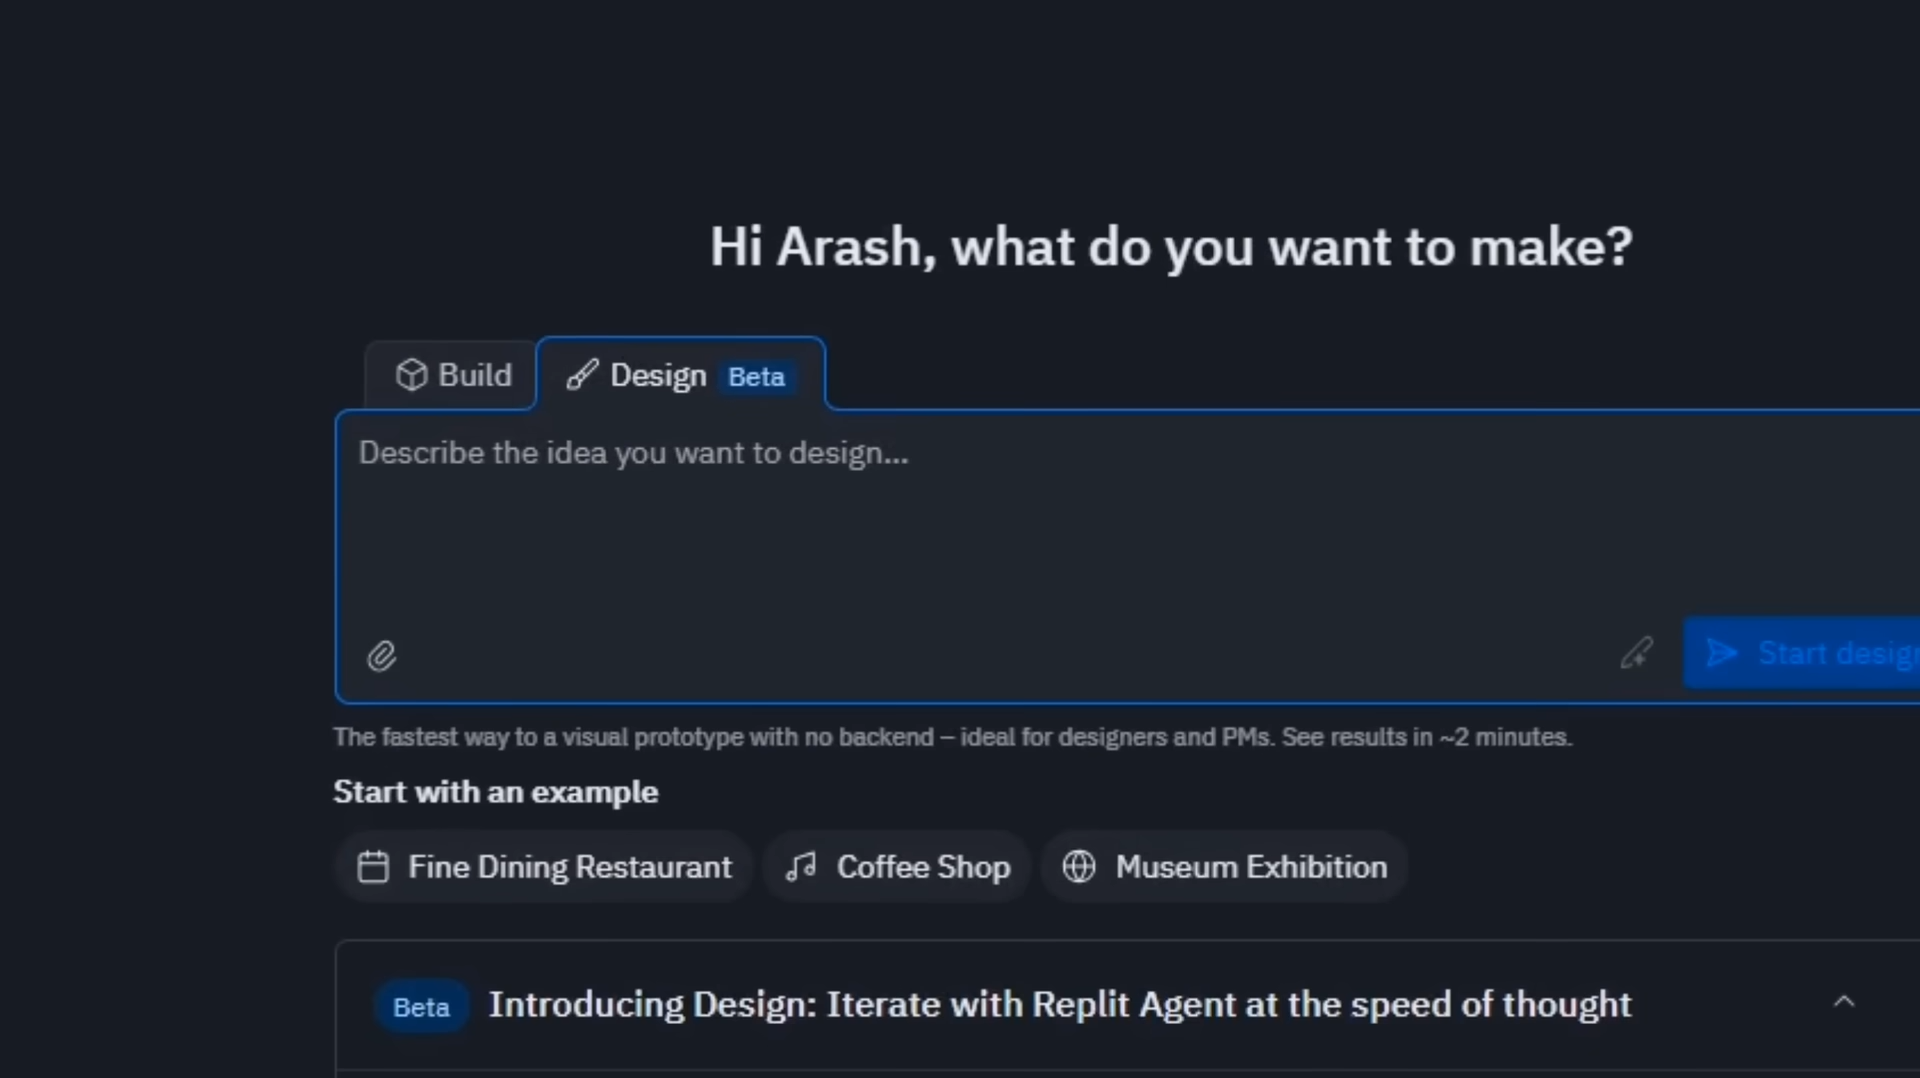 Hi Arash, what do you want to make?
Build
Design Beta
Describe the idea you want to design...
Start design
The fastest way to a visual prototype with no backend – ideal for designers and PMs. See results in ~2 minutes.
Start with an example
Fine Dining Restaurant
Coffee Shop
Museum Exhibition
Beta Introducing Design: Iterate with Replit Agent at the speed of thought